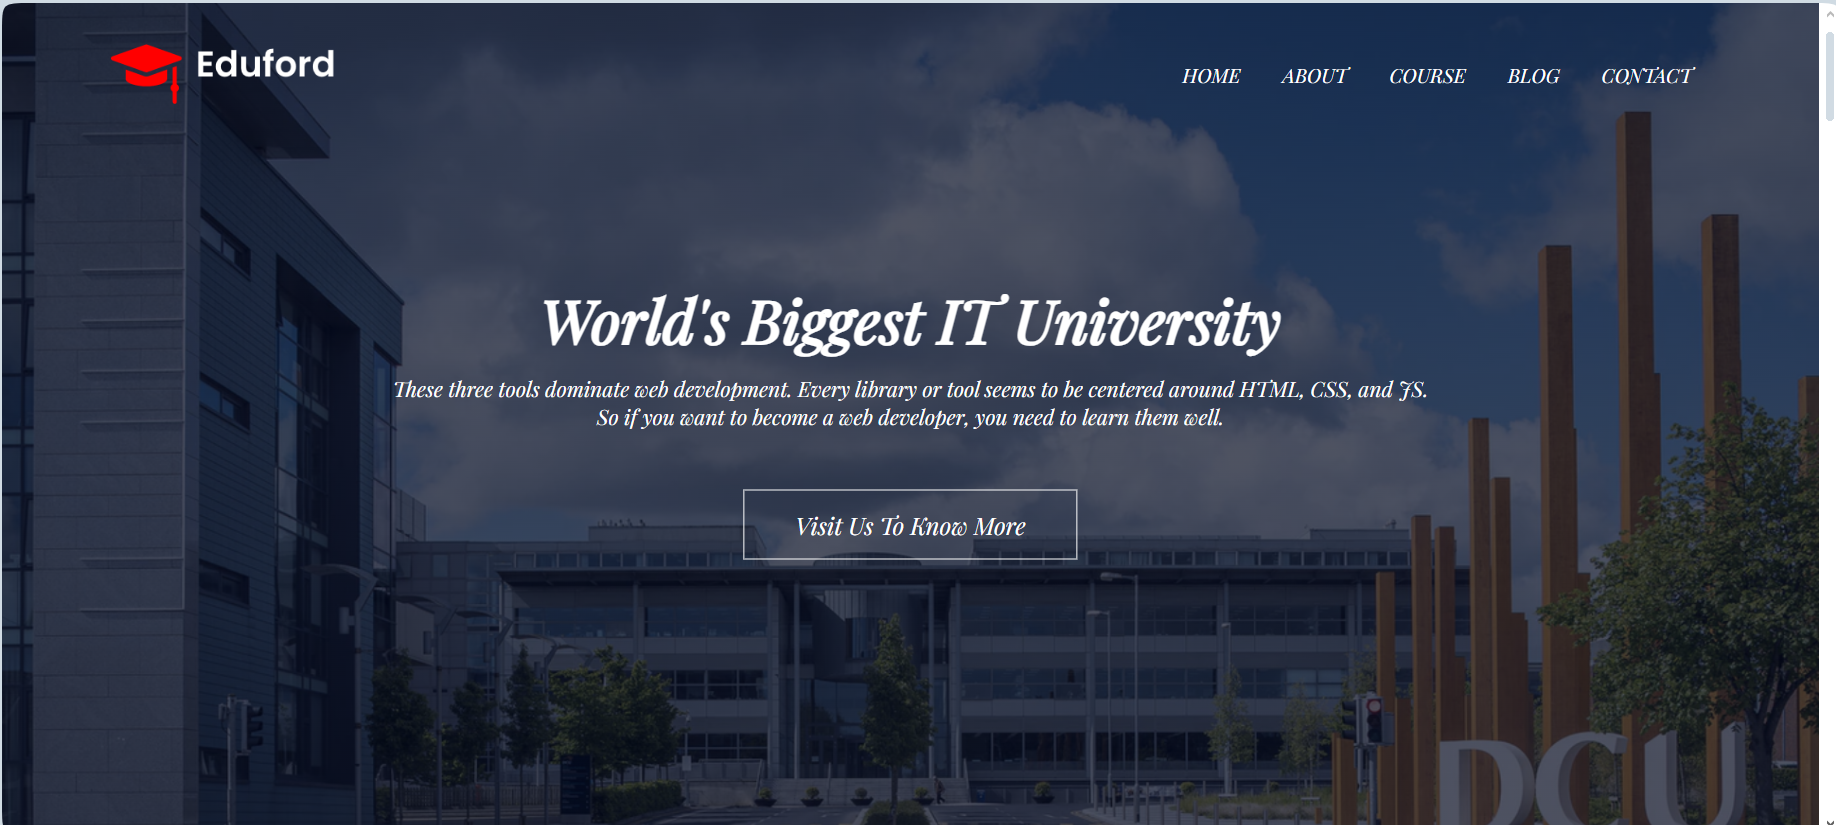 Eduford
HOME ABOUT COURSE BLOG CONTACT
World's Biggest IT University
These three tools dominate web development. Every library or tool seems to be centered around HTML, CSS, and JS.
So if you want to become a web developer, you need to learn them well.
Visit Us To Know More
DCU